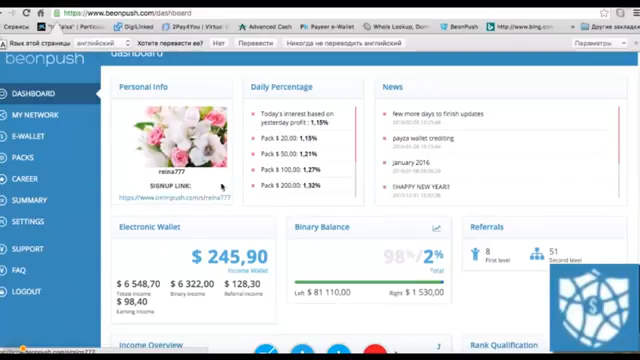 https://www.beonpush.com/dashboard
Сервисы
DigiLinked
2Pay4You | Virtual
Advanced Cash
Payeer e-Wallet
Whois Lookup, Dom
BeOnPush
http://www.bing.com
Другие закладки
Язык этой страницы
английский
Хотите перевести её?
Нет
Перевести
Никогда не переводить английский
Параметры
beonpush
dashboard
DASHBOARD
MY NETWORK
E-WALLET
PACKS
CAREER
SUMMARY
SETTINGS
SUPPORT
FAQ
LOGOUT
Personal Info
reina777
SIGNUP LINK:
https://www.beonpush.com/s/reina777
Daily Percentage
Today's interest based on
yesterday profit : 1,15%
Pack $ 20,00: 1,15%
Pack $ 50,00: 1,21%
Pack $ 100,00: 1,27%
Pack $ 200,00: 1,32%
News
few more days to finish updates
payza wallet crediting
January 2016
!!HAPPY NEW YEAR!!
Electronic Wallet
$ 245,90
Income Wallet
$ 6 548,70
Totale Income
$ 6 322,00
Binary Income
$ 128,30
Referral Income
$ 98,40
Earning Income
Binary Balance
98%/2%
Total
Left : $ 81 110,00
Right : $ 1 530,00
Referrals
8
First level
51
Second level
Income Overview
Rank Qualification
$